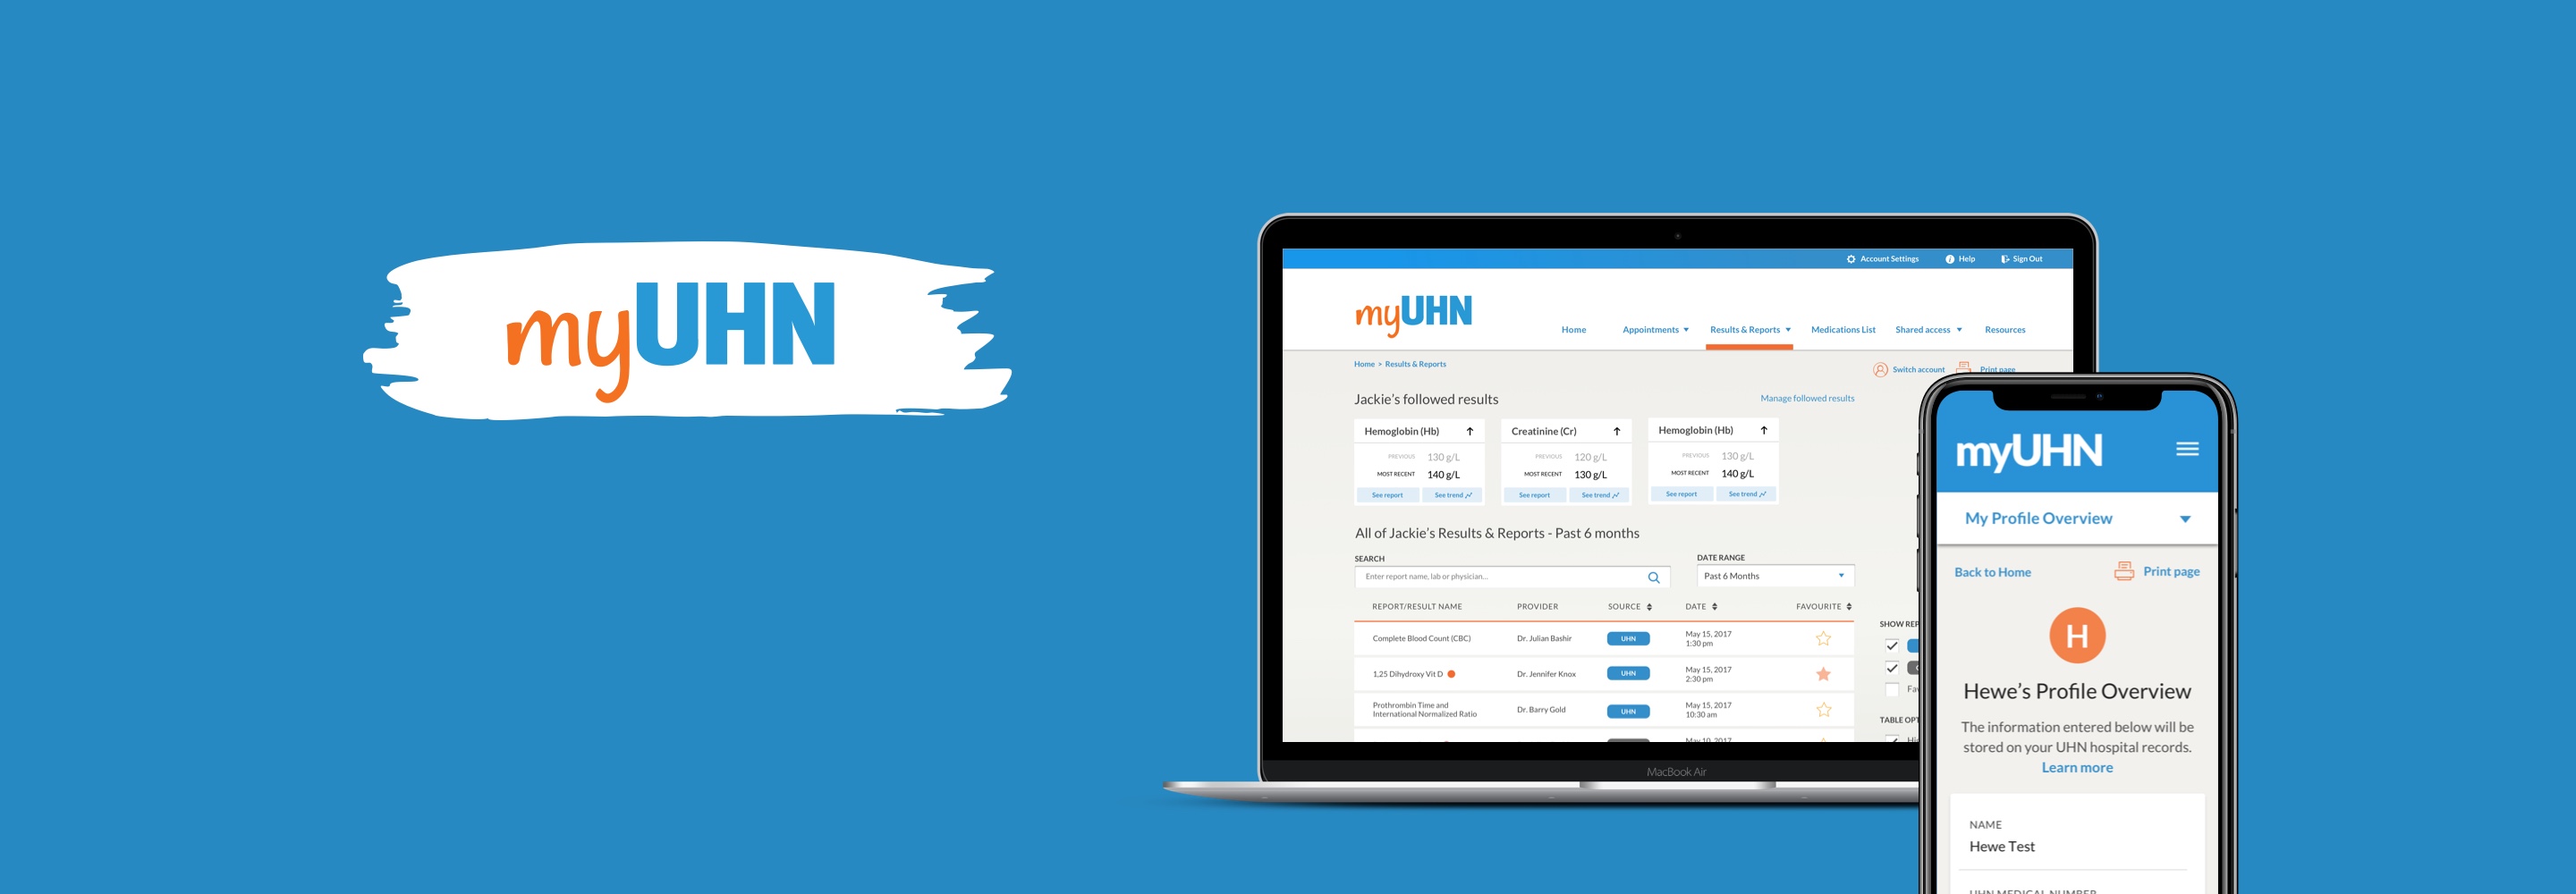 myUHN
Account Settings
Help
Sign Out
myUHN
Home
Appointments
Results & Reports
Medications List
Shared access
Resources
Home > Results & Reports
Switch account
Print page
Jackie's followed results
Manage followed results
Hemoglobin (Hb)
PREVIOUS 130 g/L
MOST RECENT 140 g/L
See report See trend
Creatinine (Cr)
PREVIOUS 120 g/L
MOST RECENT 130 g/L
See report See trend
Hemoglobin (Hb)
PREVIOUS 130 g/L
MOST RECENT 140 g/L
See report See trend
All of Jackie's Results & Reports - Past 6 months
SEARCH
Enter report name, lab or physician...
DATE RANGE
Past 6 Months
REPORT/RESULT NAME PROVIDER SOURCE DATE FAVOURITE
Complete Blood Count (CBC) Dr. Julian Bashir UHN May 15, 2017
1:30 pm
1,25 Dihydroxy Vit D Dr. Jennifer Knox UHN May 15, 2017
2:30 pm
Prothrombin Time and
International Normalized Ratio Dr. Barry Gold UHN May 15, 2017
10:30 am
May 10, 2017
SHOW REP
Fa
TABLE OPT
Hi
MacBook Air
myUHN
My Profile Overview
Back to Home
Print page
H
Hewe's Profile Overview
The information entered below will be
stored on your UHN hospital records.
Learn more
NAME
Hewe Test
UHN MEDICAL NUMBER